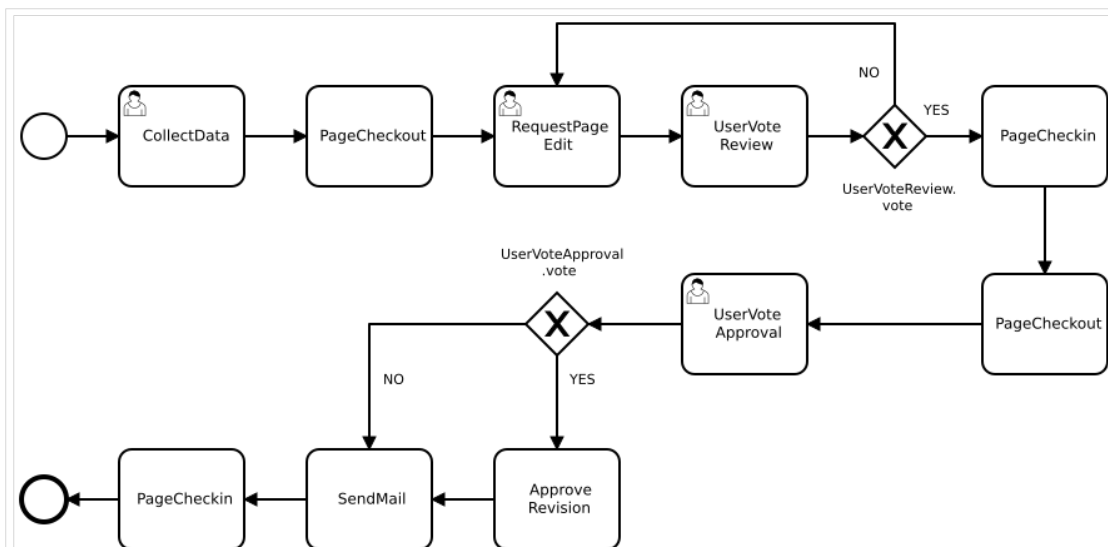 CollectData
PageCheckout
RequestPage
Edit
UserVote
Review
NO
YES
UserVoteReview.
vote
PageCheckin
PageCheckout
UserVote
Approval
UserVoteApproval
.vote
NO
YES
Approve
Revision
SendMail
PageCheckin